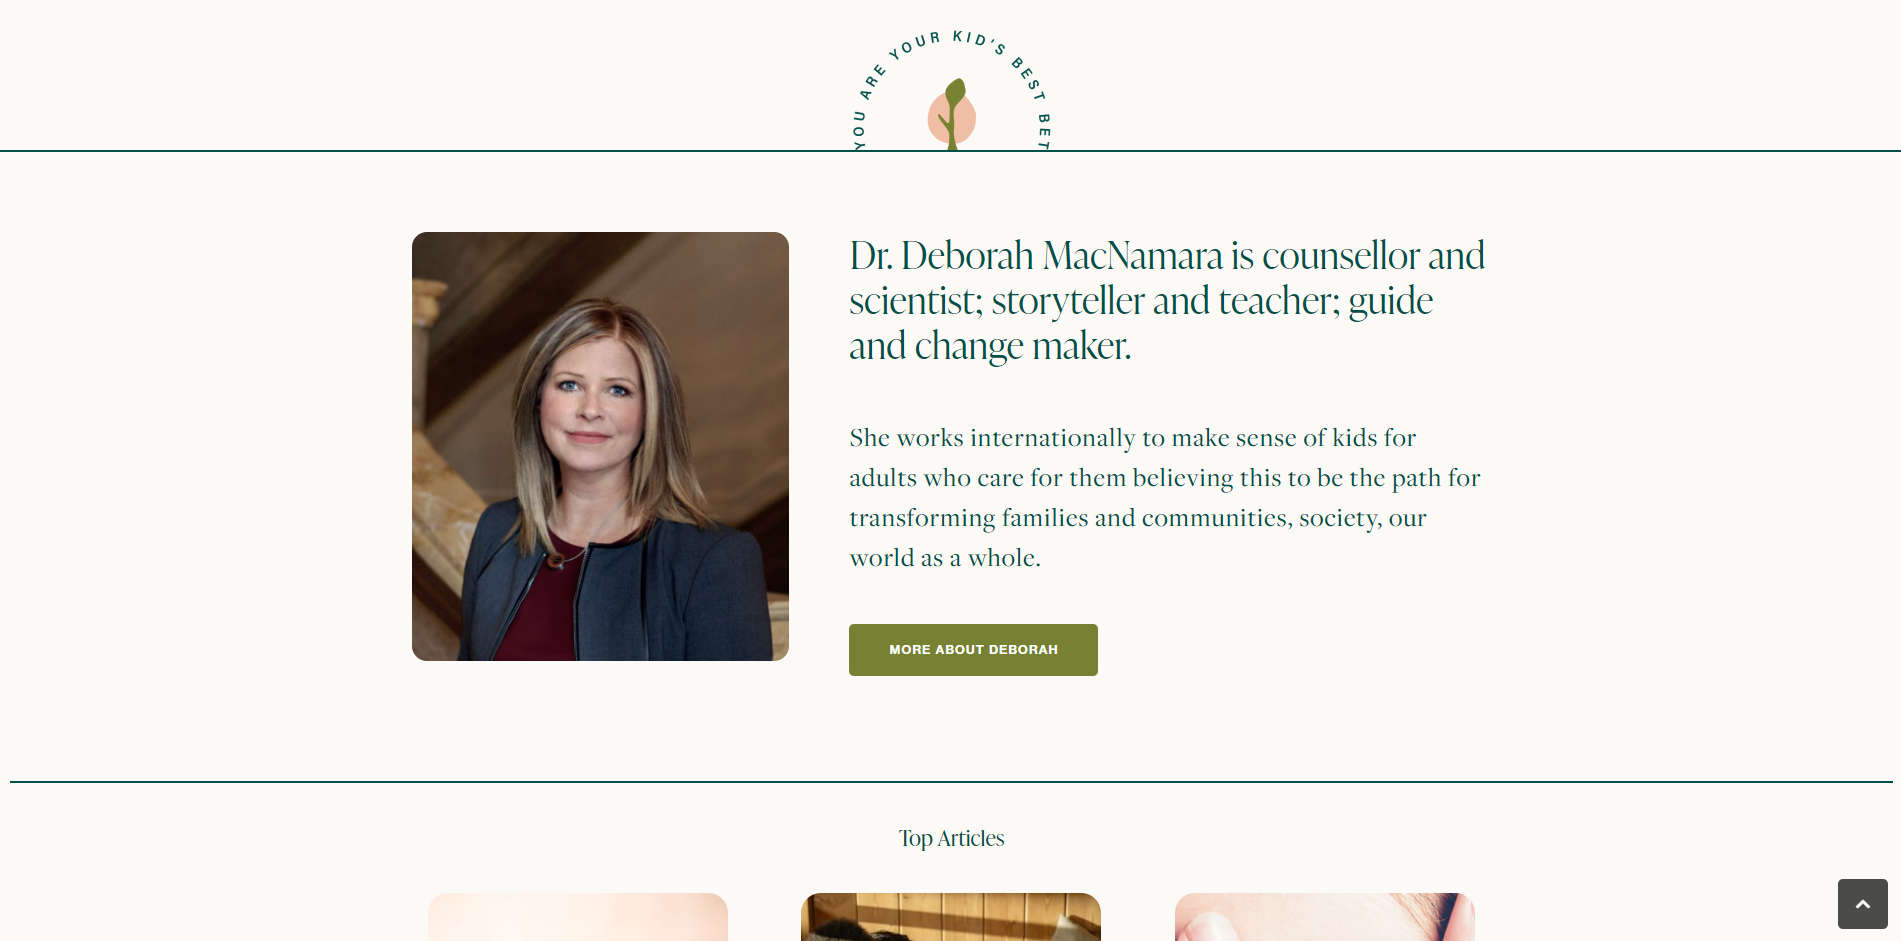 YOU ARE YOUR KID'S BEST BET
Dr. Deborah MacNamara is counsellor and
scientist; storyteller and teacher; guide
and change maker.
She works internationally to make sense of kids for
adults who care for them believing this to be the path for
transforming families and communities, society, our
world as a whole.
MORE ABOUT DEBORAH
Top Articles